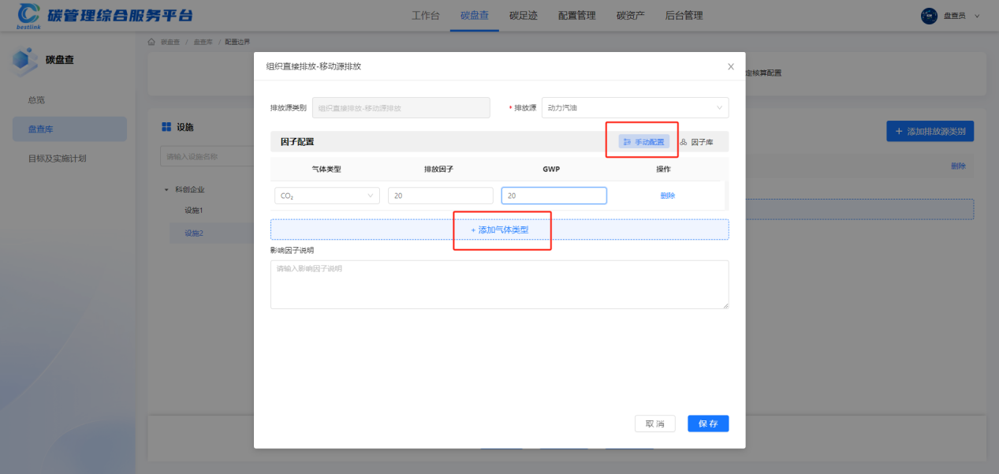 碳管理综合服务平台
bestlink
工作台 碳盘查 碳足迹 配置管理 碳资产 后台管理
盘查员
碳盘查 / 盘查库 / 配置边界
碳盘查
总览
盘查库
目标及实施计划
设施
请输入设施名称
科创企业
设施1
设施2
定核算配置
+ 添加排放源类别
删除
组织直接排放-移动源排放
排放源类别 组织直接排放-移动源排放 * 排放源 动力汽油
因子配置 手动配置 因子库
气体类型 排放因子 GWP 操作
CO₂ 20 20 删除
+ 添加气体类型
影响因子说明
请输入影响因子说明
取 消 保 存